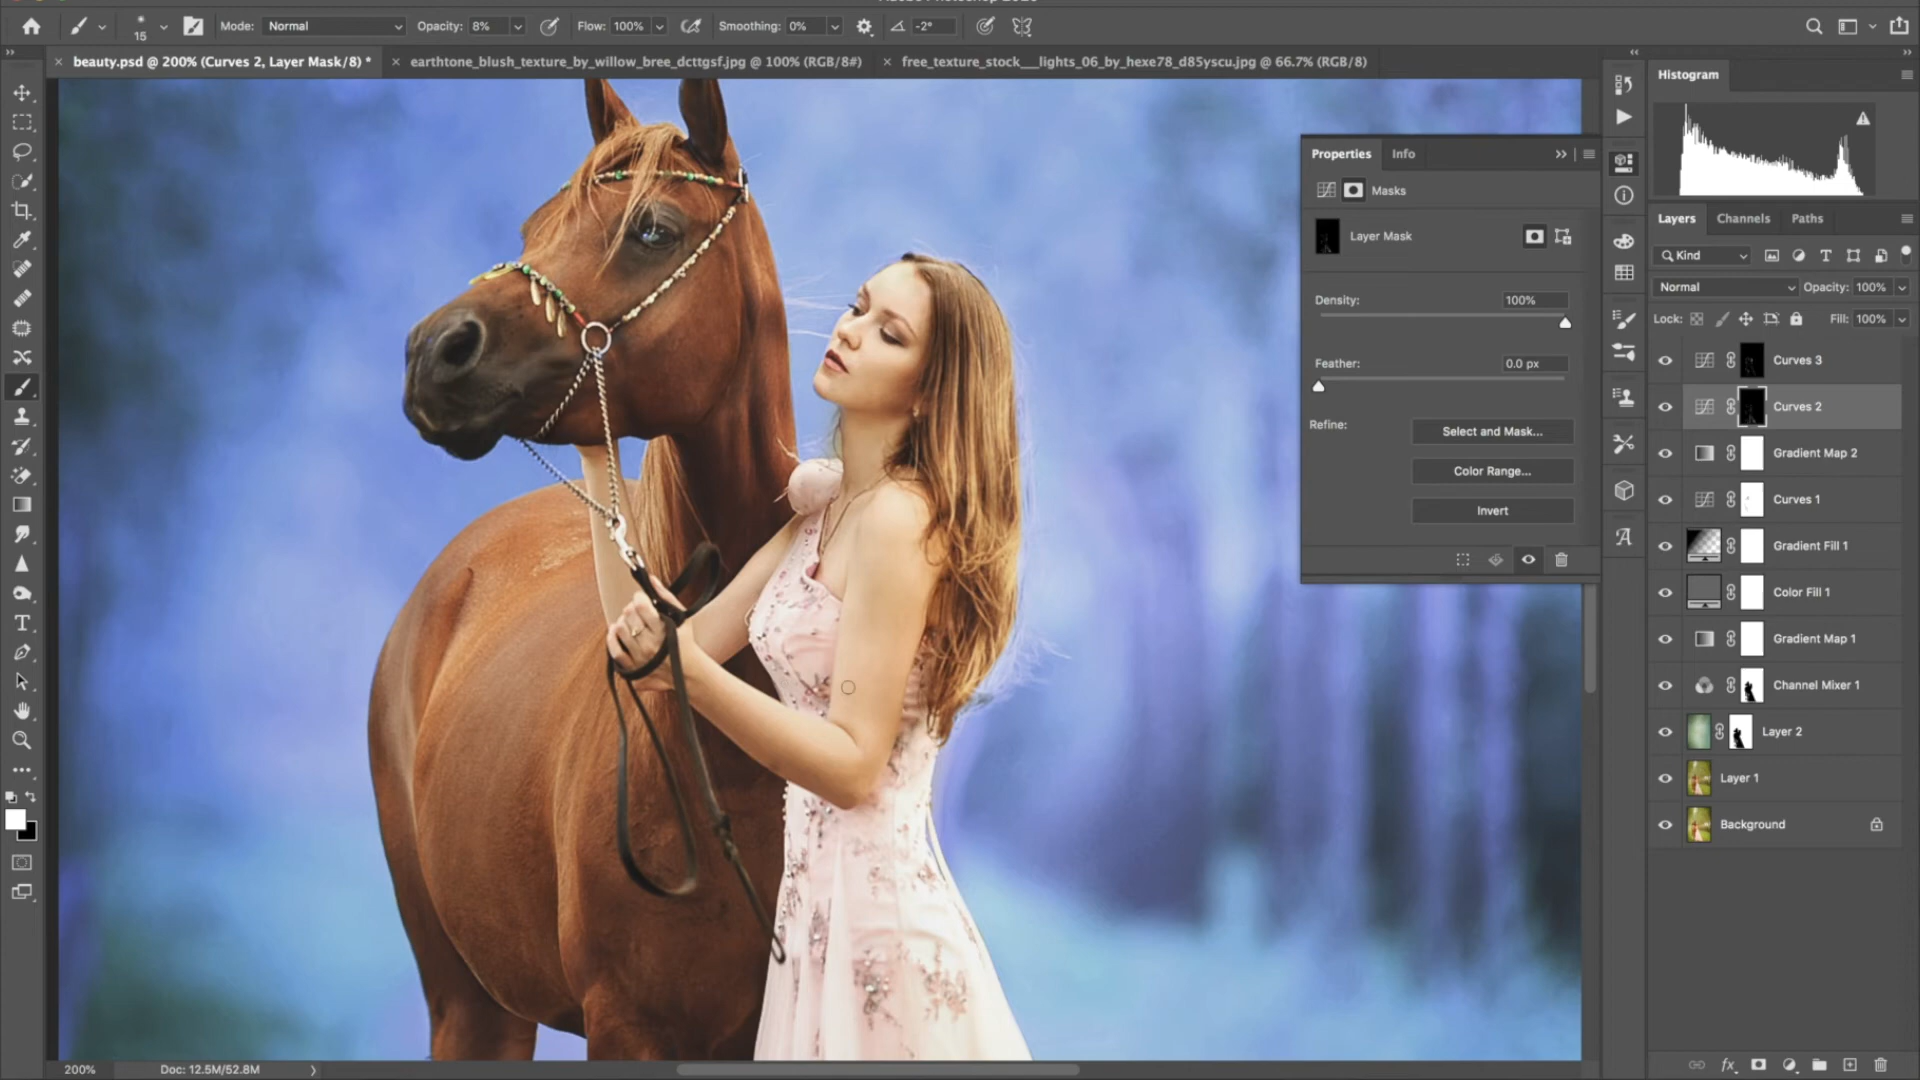 15
Mode: Normal
Opacity: 8%
Flow: 100%
Smoothing: 0%
-2°
beauty.psd @ 200% (Curves 2, Layer Mask/8) *
earthtone_blush_texture_by_willow_bree_dcttgsf.jpg @ 100% (RGB/8#)
free_texture_stock__lights_06_by_hexe78_d85yscu.jpg @ 66.7% (RGB/8)
Histogram
Properties
Info
Masks
Layer Mask
Density: 100%
Feather: 0.0 px
Refine:
Select and Mask...
Color Range...
Invert
Layers
Channels
Paths
Kind
Normal
Opacity: 100%
Lock:
Fill: 100%
Curves 3
Curves 2
Gradient Map 2
Curves 1
Gradient Fill 1
Color Fill 1
Gradient Map 1
Channel Mixer 1
Layer 2
Layer 1
Background
200%
Doc: 12.5M/52.8M